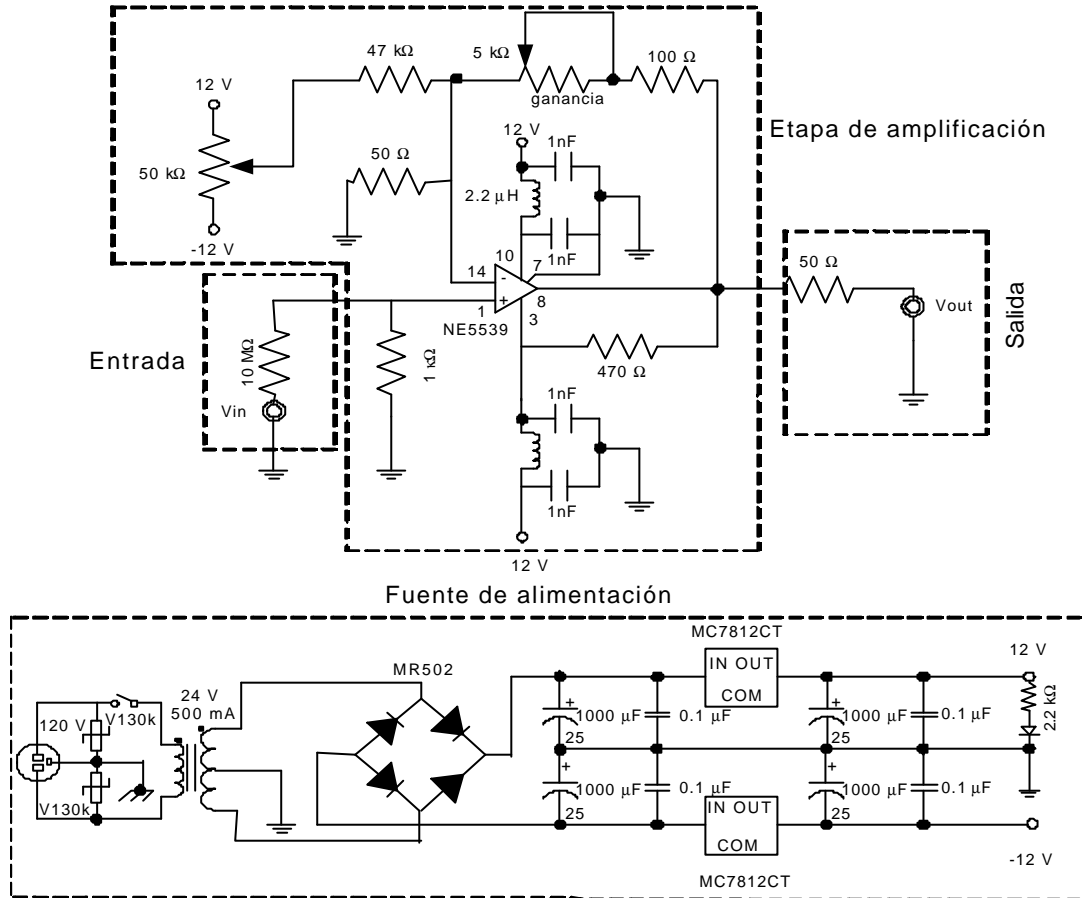 47 kΩ
5 kΩ
100 Ω
ganancia
12 V
50 kΩ
-12 V
50 Ω
12 V
1nF
2.2 µH
1nF
Etapa de amplificación
10
14
-
7
+
1
8
3
NE5539
50 Ω
Vout
Salida
Entrada
10 MΩ
Vin
1 κΩ
470 Ω
1nF
1nF
12 V
Fuente de alimentación
MC7812CT
MR502
IN OUT
COM
12 V
24 V
500 mA
120 V
V130k
V130k
+
1000 µF
25
0.1 µF
+
1000 µF
25
0.1 µF
2.2 kΩ
+
1000 µF
25
0.1 µF
IN OUT
COM
+
1000 µF
25
0.1 µF
-12 V
MC7812CT